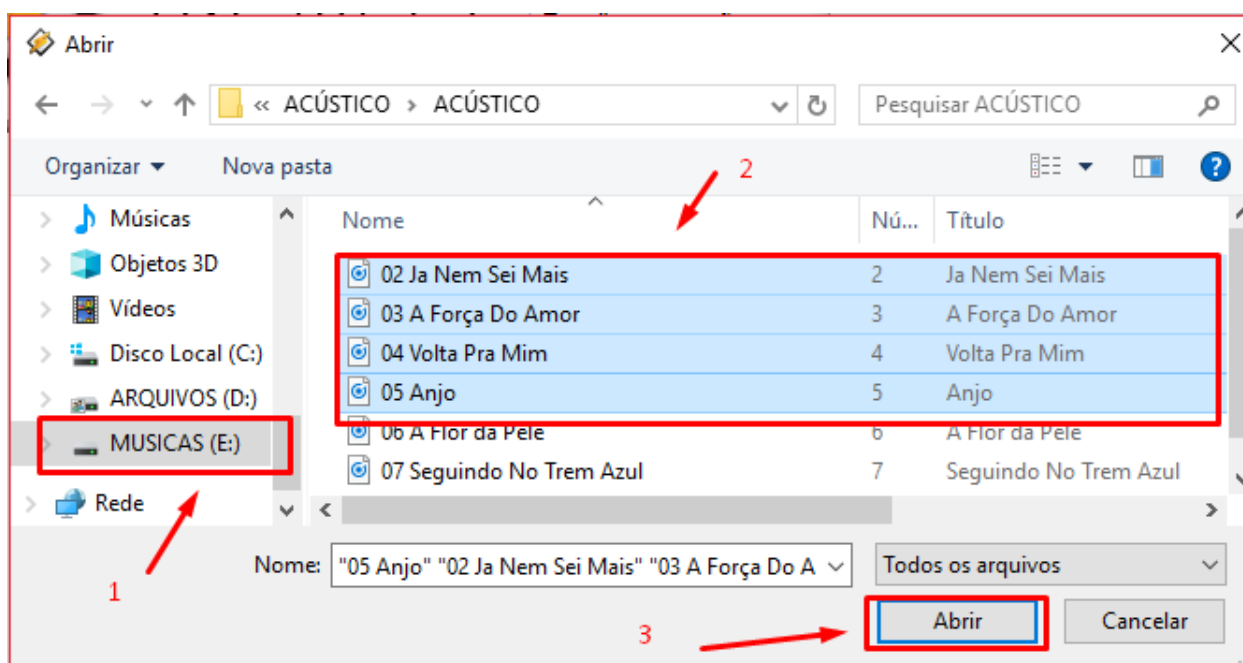 Abrir
« ACÚSTICO > ACÚSTICO
Pesquisar ACÚSTICO
Organizar
Nova pasta
2
Músicas
Objetos 3D
Vídeos
Disco Local (C:)
ARQUIVOS (D:)
MUSICAS (E:)
Rede
1
Nome Nú... Título
02 Ja Nem Sei Mais 2 Ja Nem Sei Mais
03 A Força Do Amor 3 A Força Do Amor
04 Volta Pra Mim 4 Volta Pra Mim
05 Anjo 5 Anjo
06 A Flor da Pele 6 A Flor da Pele
07 Seguindo No Trem Azul 7 Seguindo No Trem Azul
Nome: "05 Anjo" "02 Ja Nem Sei Mais" "03 A Força Do A
Todos os arquivos
3
Abrir
Cancelar